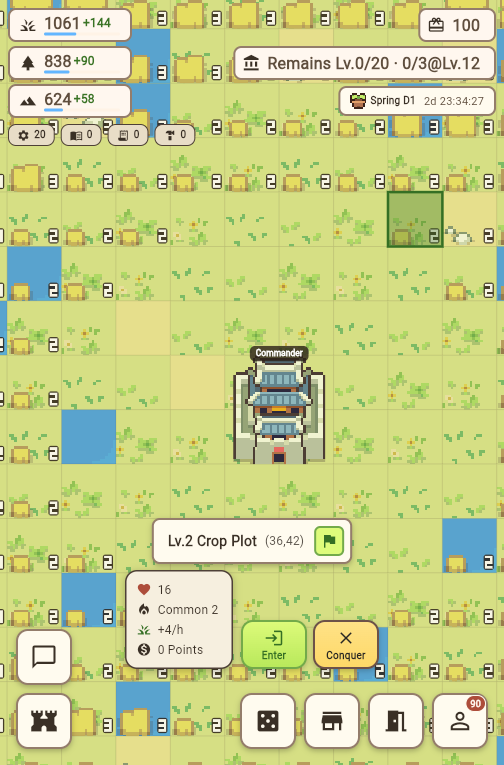 1061 +144
100
838 +90
Remains Lv.0/20 · 0/3@Lv.12
624 +58
Spring D1 2d 23:34:27
20 0 0 0
Commander
Lv.2 Crop Plot (36,42)
16
Common 2
+4/h
0 Points
Enter
Conquer
90